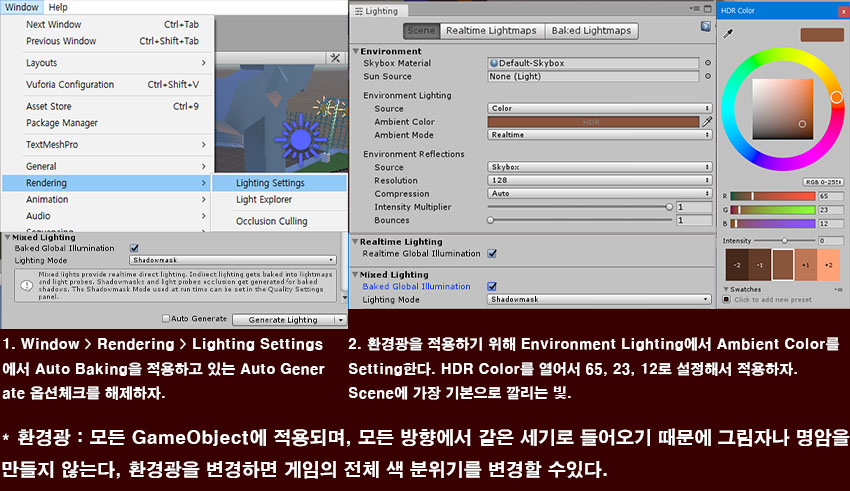 Window Help
Next Window Ctrl+Tab
Previous Window Ctrl+Shift+Tab
Layouts
Vuforia Configuration Ctrl+Shift+V
Asset Store Ctrl+9
Package Manager
TextMeshPro
General
Rendering
Animation
Audio
Lighting Settings
Light Explorer
Occlusion Culling
Mixed Lighting
Baked Global Illumination
Lighting Mode Shadowmask
Mixed lights provide realtime direct lighting. Indirect lighting gets baked into lightmaps
and light probes. Shadowmasks and light probes occlusion get generated for
baked shadows. The Shadowmask Mode used at run time can be set in the Quality Settings
panel.
Auto Generate Generate Lighting
Lighting
Scene Realtime Lightmaps Baked Lightmaps
Environment
Skybox Material Default-Skybox
Sun Source None (Light)
Environment Lighting
Source Color
Ambient Color HDR
Ambient Mode Realtime
Environment Reflections
Source Skybox
Resolution 128
Compression Auto
Intensity Multiplier 1
Bounces 1
Realtime Lighting
Realtime Global Illumination
Mixed Lighting
Baked Global Illumination
Lighting Mode Shadowmask
HDR Color
RGB 0-255
R 65
G 23
B 12
Intensity 0
-2 -1 +1 +2
Swatches
Click to add new preset
1. Window > Rendering > Lighting Settings
에서 Auto Baking을 적용하고 있는 Auto Gener
ate 옵션체크를 해제하자.
2. 환경광을 적용하기 위해 Environment Lighting에서 Ambient Color를
Setting한다. HDR Color를 열어서 65, 23, 12로 설정해서 적용하자.
Scene에 가장 기본으로 깔리는 빛.
* 환경광 : 모든 GameObject에 적용되며, 모든 방향에서 같은 세기로 들어오기 때문에 그림자나 명암을
만들지 않는다, 환경광을 변경하면 게임의 전체 색 분위기를 변경할 수있다.